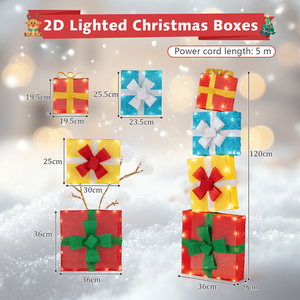 2D Lighted Christmas Boxes
Power cord length: 5 m
19.5cm
19.5cm
25.5cm
23.5cm
25cm
30cm
36cm
36cm
120cm
36cm
9cm